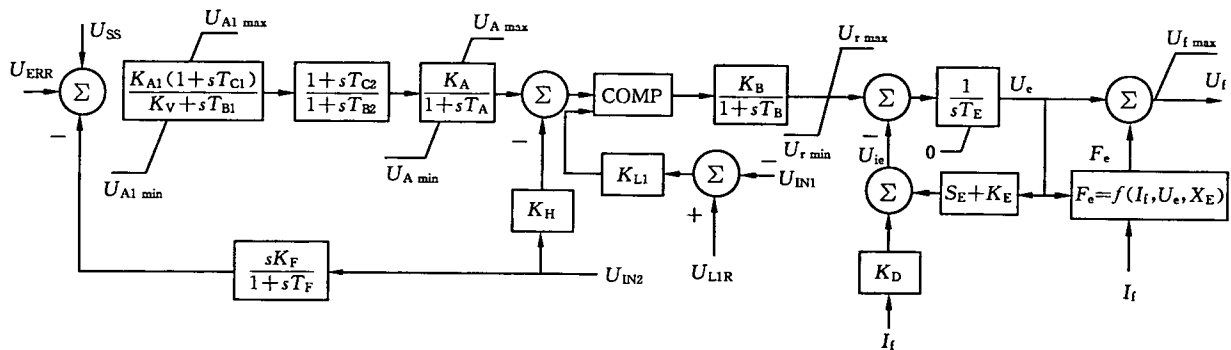 U_SS
U_ERR
Σ
−
U_A1 max
K_A1(1+sT_C1)
K_V+sT_B1
U_A1 min
1+sT_C2
1+sT_B2
U_A max
K_A
1+sT_A
U_A min
Σ
−
COMP
K_B
1+sT_B
U_r max
U_r min
K_L1
Σ
−
U_IN1
+
U_L1R
K_H
sK_F
1+sT_F
U_IN2
Σ
−
U_ie
1
sT_E
0
U_e
Σ
S_E+K_E
K_D
I_f
Σ
U_f max
U_f
F_e
F_e=f(I_f,U_e,X_E)
I_f